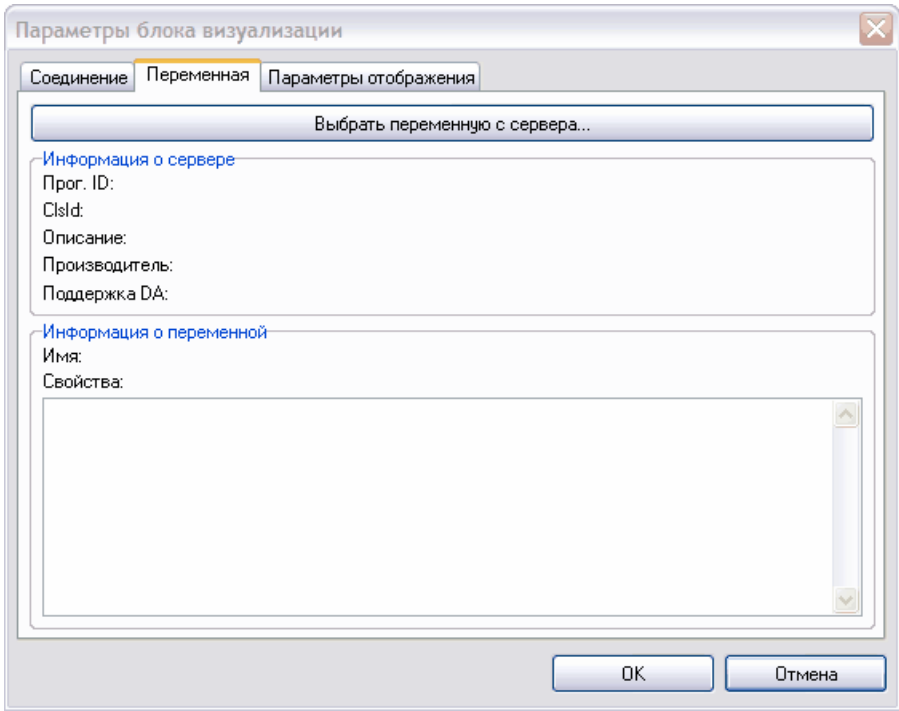 Параметры блока визуализации
Соединение Переменная Параметры отображения
Выбрать переменную с сервера...
Информация о сервере
Прог. ID:
ClsId:
Описание:
Производитель:
Поддержка DA:
Информация о переменной
Имя:
Свойства:
OK Отмена